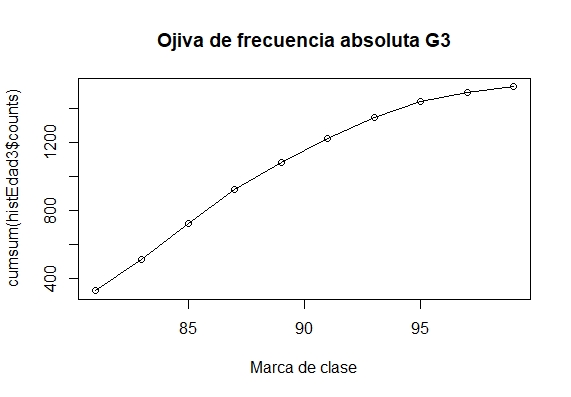 Ojiva de frecuencia absoluta G3
cumsum(histEdad3$counts)
1200
800
400
85 90 95
Marca de clase